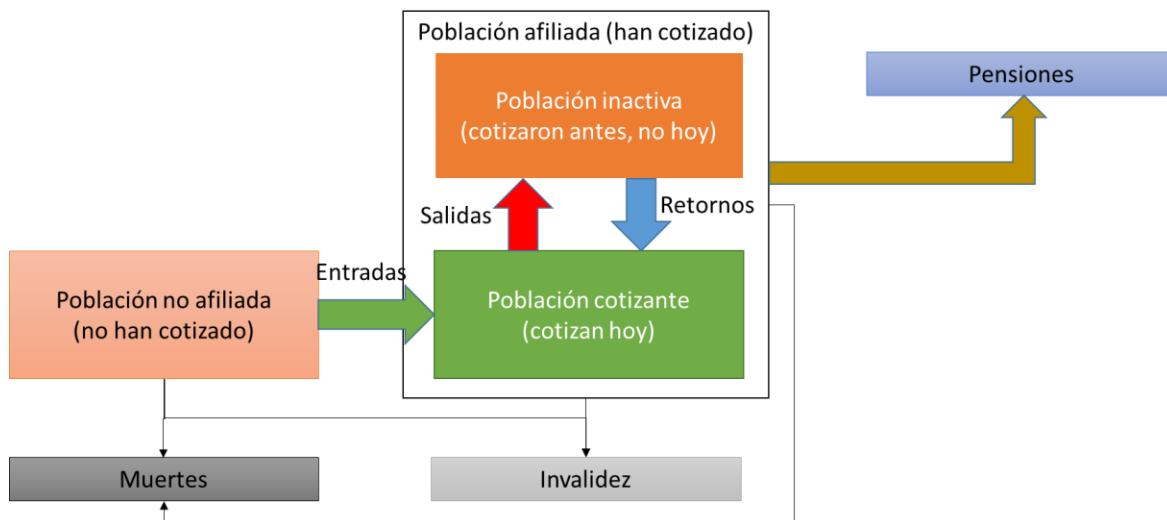 Población afiliada (han cotizado)
Población inactiva
(cotizaron antes, no hoy)
Pensiones
Salidas
Retornos
Entradas
Población no afiliada
(no han cotizado)
Población cotizante
(cotizan hoy)
Muertes
Invalidez